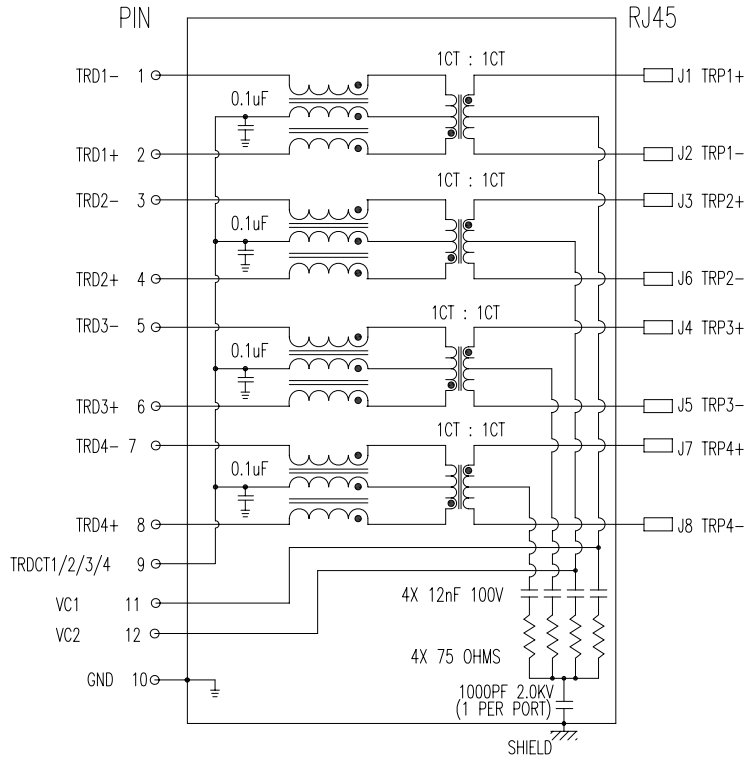 PIN RJ45
1CT : 1CT
TRD1- 1 J1 TRP1+
0.1uF
TRD1+ 2 J2 TRP1-
1CT : 1CT
TRD2- 3 J3 TRP2+
0.1uF
TRD2+ 4 J6 TRP2-
1CT : 1CT
TRD3- 5 J4 TRP3+
0.1uF
TRD3+ 6 J5 TRP3-
1CT : 1CT
TRD4- 7 J7 TRP4+
0.1uF
TRD4+ 8 J8 TRP4-
TRDCT1/2/3/4 9
4X 12nF 100V
VC1 11
VC2 12
4X 75 OHMS
GND 10
1000PF 2.0KV
(1 PER PORT)
SHIELD